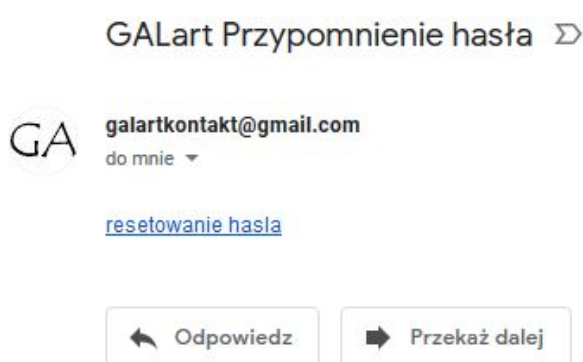 GALart Przypomnienie hasła
GA
galartkontakt@gmail.com
do mnie
resetowanie hasla
Odpowiedz
Przekaż dalej